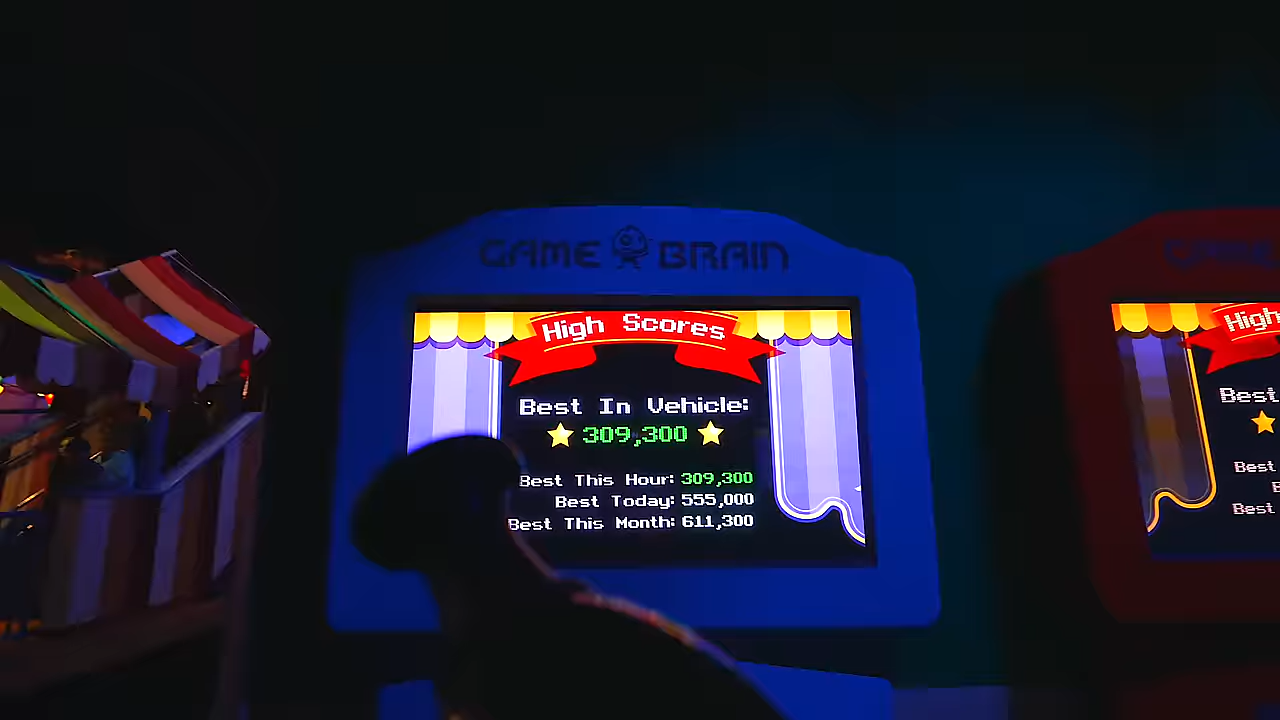 GAME BRAIN
High Scores
Best In Vehicle:
309,300
Best This Hour: 309,300
Best Today: 555,000
Best This Month: 611,300
GAME
High
Best
Best
Best